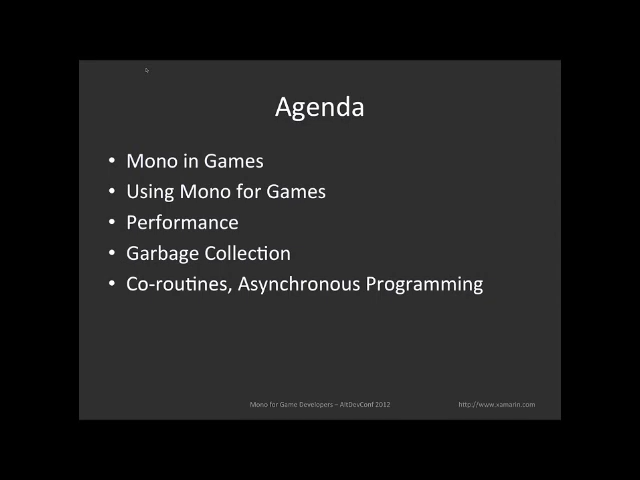 Agenda
• Mono in Games
• Using Mono for Games
• Performance
• Garbage Collection
• Co-routines, Asynchronous Programming
Mono for Game Developers – AltDevConf 2012
http://www.xamarin.com